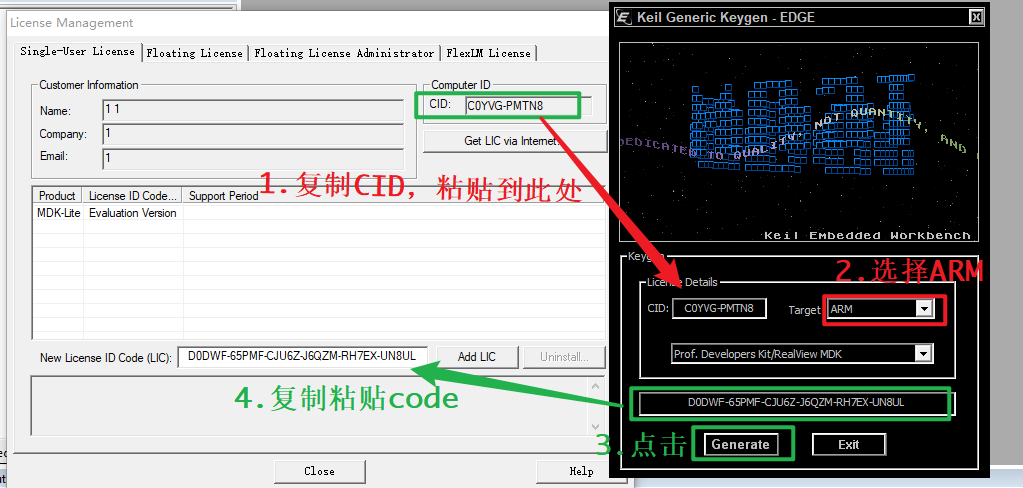 License Management
Single-User License
Floating License
Floating License Administrator
FlexLM License
Customer Information
Name:
1 1
Company:
1
Email:
1
Computer ID
CID:
C0YVG-PMTN8
Get LIC via Internet.
1.复制CID，粘贴到此处
Product
License ID Code...
Support Period
MDK-Lite
Evaluation Version
New License ID Code (LIC):
D0DWF-65PMF-CJU6Z-J6QZM-RH7EX-UN8UL
Add LIC
Uninstall...
4.复制粘贴code
Close
Help
Keil Generic Keygen - EDGE
DEDICATED TO QUALITY, NOT QUANTITY, AND
Keil Embedded Workbench
Keygen
2.选择ARM
License Details
CID:
C0YVG-PMTN8
Target
ARM
Prof. Developers Kit/RealView MDK
D0DWF-65PMF-CJU6Z-J6QZM-RH7EX-UN8UL
3.点击
Generate
Exit